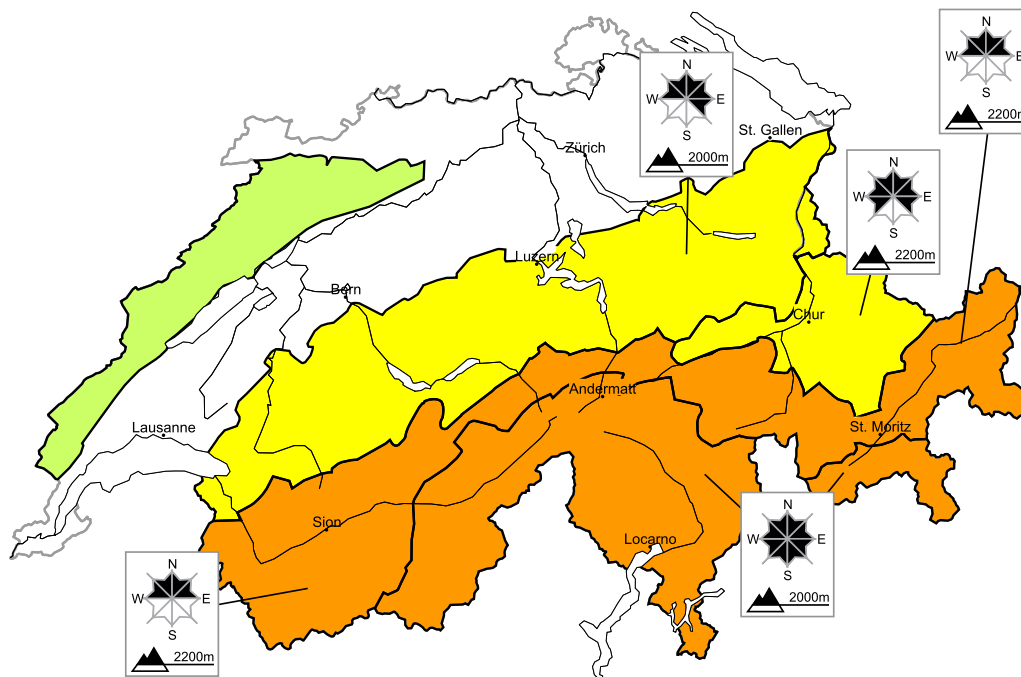 N
W E
S
2200m
N
W E
S
2000m
St. Gallen
Zürich
N
W E
S
2200m
Luzern
Bern
Chur
Andermatt
Lausanne
St. Moritz
Sion
Locarno
N
W E
S
2000m
N
W E
S
2200m